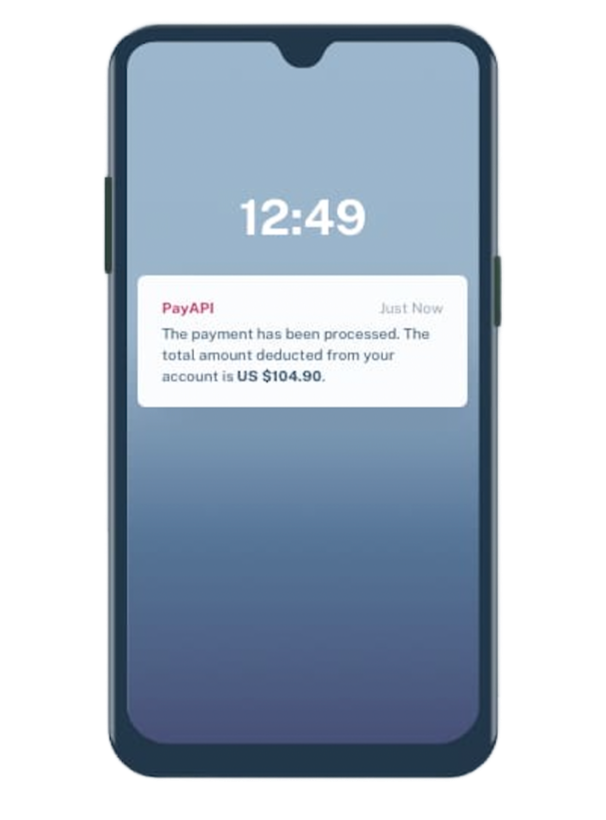 12:49
PayAPI
Just Now
The payment has been processed. The
total amount deducted from your
account is US $104.90.